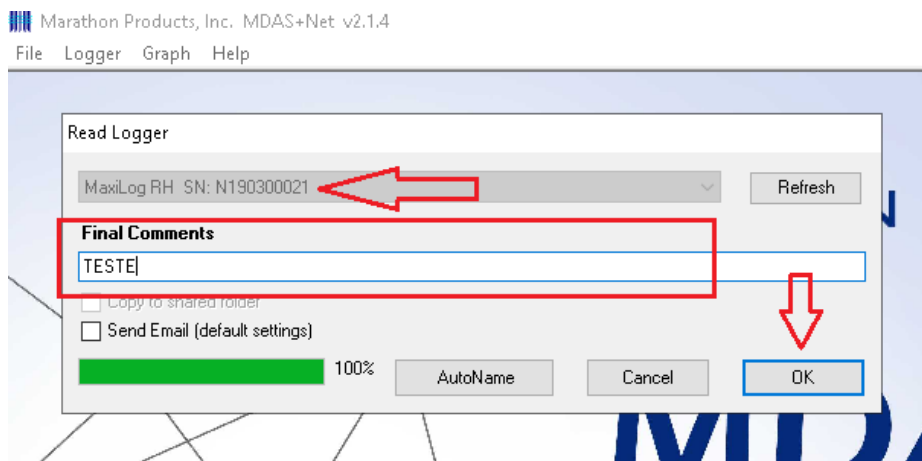 Marathon Products, Inc. MDAS+Net v2.1.4
File Logger Graph Help
Read Logger
MaxiLog RH SN: N190300021
Refresh
Final Comments
TESTE
Copy to shared folder
Send Email (default settings)
100%
AutoName
Cancel
OK
N
MDA